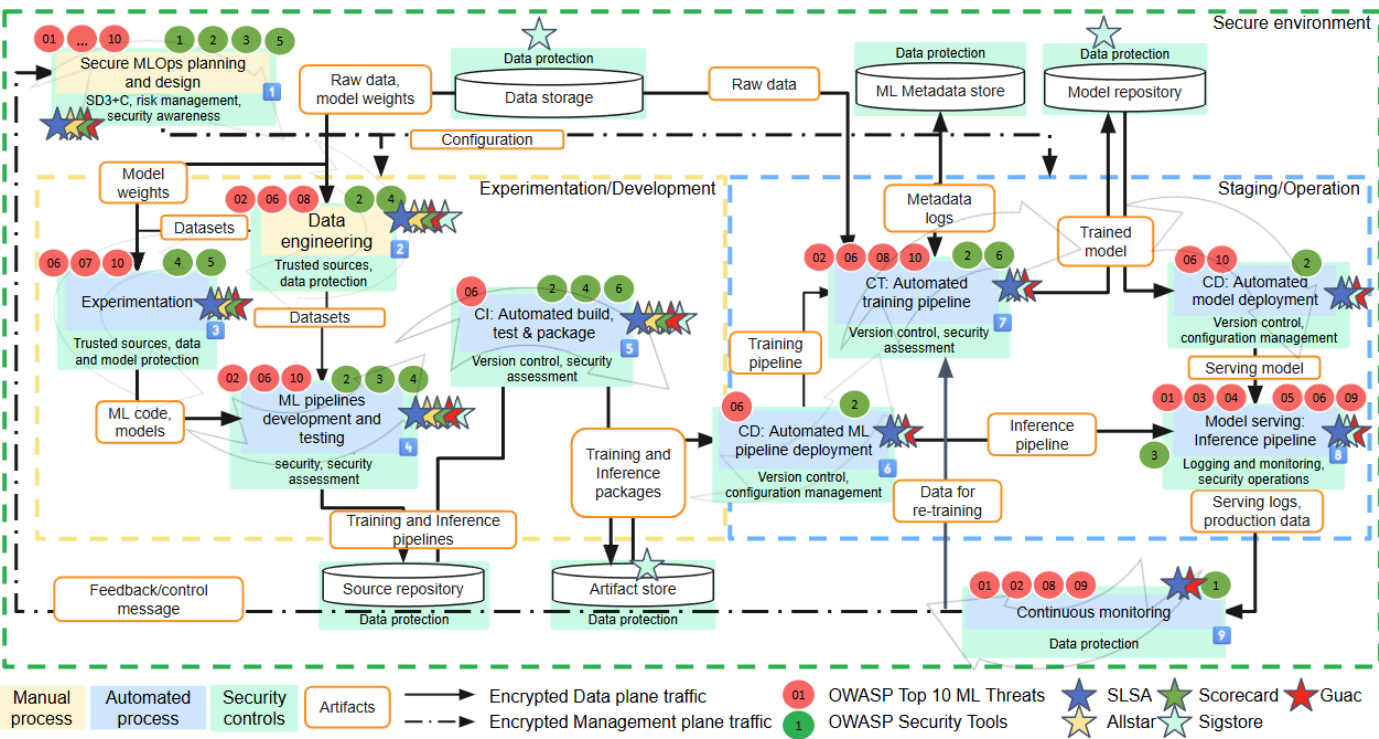 Secure environment
01 ... 10
1 2 3 5
Secure MLOps planning
and design
1
SD3+C, risk management,
security awareness
Raw data,
model weights
Data protection
Data storage
Raw data
Data protection
ML Metadata store
Data protection
Model repository
Configuration
Experimentation/Development
Staging/Operation
Model
weights
02 06 08
2 4
Data
engineering
2
Trusted sources,
data protection
Datasets
06 07 10
4 5
Experimentation
3
Trusted sources, data
and model protection
Datasets
02 06 10
2 3 4
ML pipelines
development and
testing
4
security, security
assessment
ML code,
models
06
2 4 6
CI: Automated build,
test & package
5
Version control, security
assessment
Training and
Inference
packages
Training and Inference
pipelines
Metadata
logs
02 06 08 10
2 6
CT: Automated
training pipeline
7
Version control, security
assessment
Trained
model
06 10
2
CD: Automated
model deployment
Version control,
configuration management
Serving model
Training
pipeline
06
2
CD: Automated ML
pipeline deployment
6
Version control,
configuration management
Inference
pipeline
01 03 04 05 06 09
Model serving:
Inference pipeline
3
8
Logging and monitoring,
security operations
Data for
re-training
Serving logs,
production data
Feedback/control
message
Source repository
Data protection
Artifact store
Data protection
01 02 08 09
1
Continuous monitoring
9
Data protection
Manual
process
Automated
process
Security
controls
Artifacts
Encrypted Data plane traffic
Encrypted Management plane traffic
01 OWASP Top 10 ML Threats
1 OWASP Security Tools
SLSA
Scorecard
Guac
Allstar
Sigstore